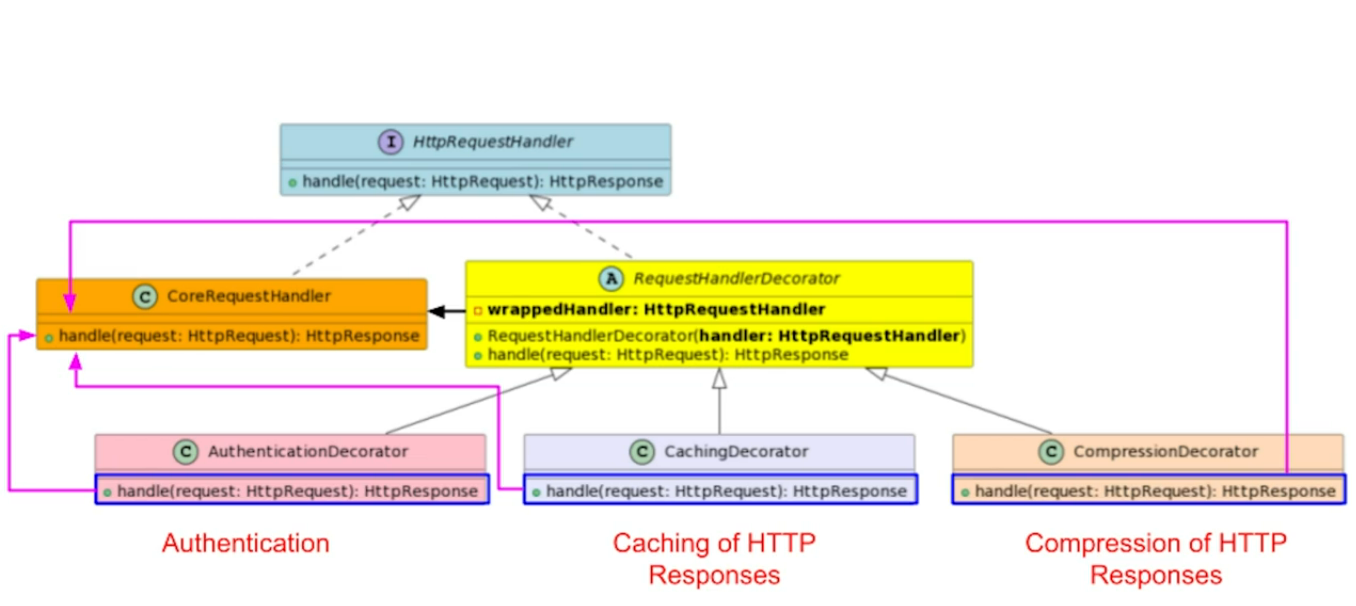 I HttpRequestHandler
handle(request: HttpRequest): HttpResponse
C CoreRequestHandler
handle(request: HttpRequest): HttpResponse
A RequestHandlerDecorator
wrappedHandler: HttpRequestHandler
RequestHandlerDecorator(handler: HttpRequestHandler)
handle(request: HttpRequest): HttpResponse
C AuthenticationDecorator
handle(request: HttpRequest): HttpResponse
C CachingDecorator
handle(request: HttpRequest): HttpResponse
C CompressionDecorator
handle(request: HttpRequest): HttpResponse
Authentication
Caching of HTTP
Responses
Compression of HTTP
Responses